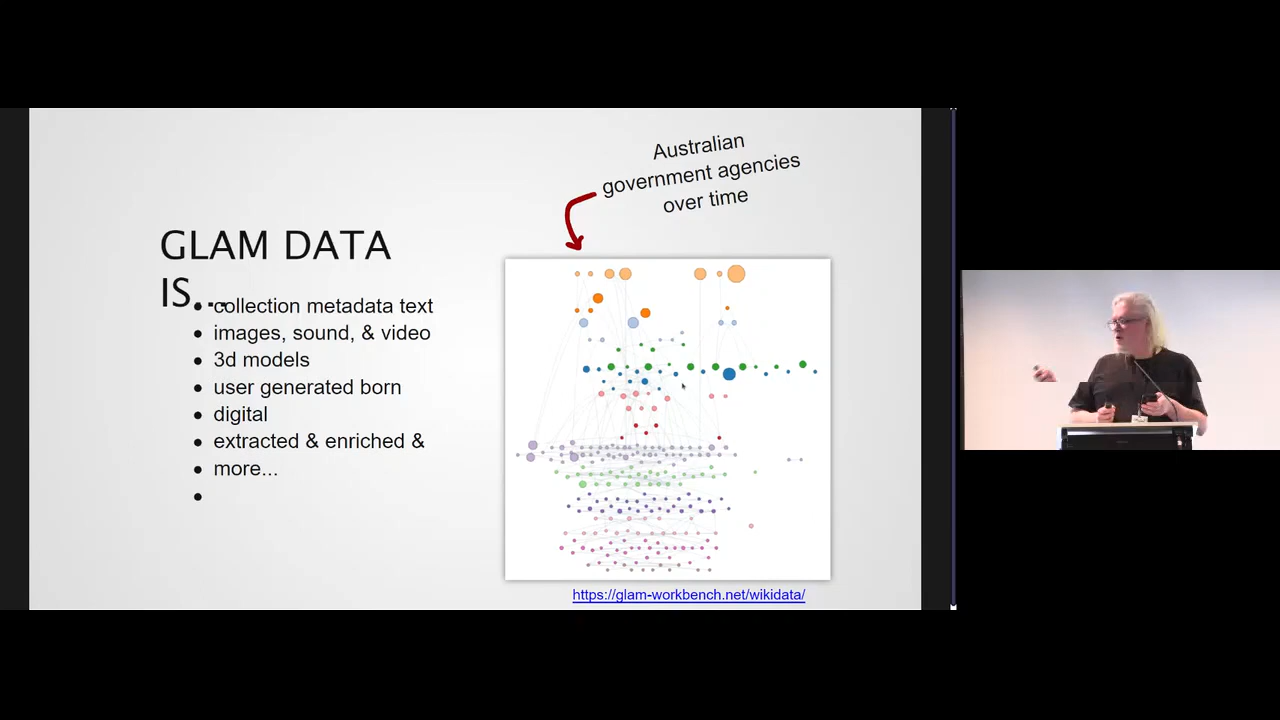 Australian
government agencies
over time
GLAM DATA
IS...
• collection metadata text
• images, sound, & video
• 3d models
• user generated born
• digital
• extracted & enriched &
• more...
•
https://glam-workbench.net/wikidata/